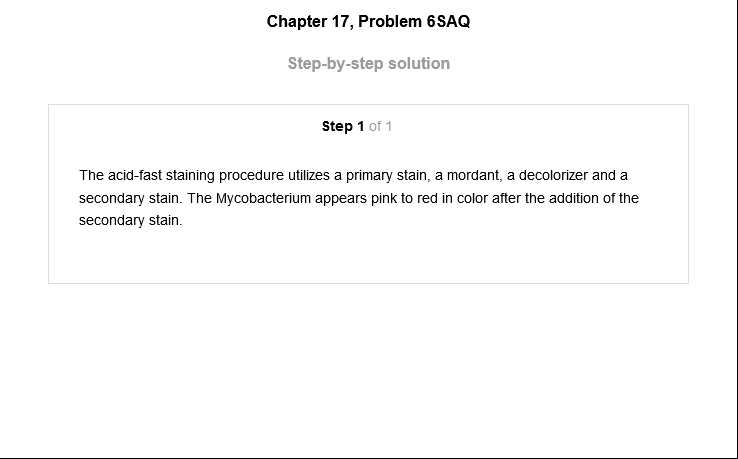 Chapter 17, Problem 6SAQ
Step-by-step solution
Step 1 of 1
The acid-fast staining procedure utilizes a primary stain, a mordant, a decolorizer and a
secondary stain. The Mycobacterium appears pink to red in color after the addition of the
secondary stain.